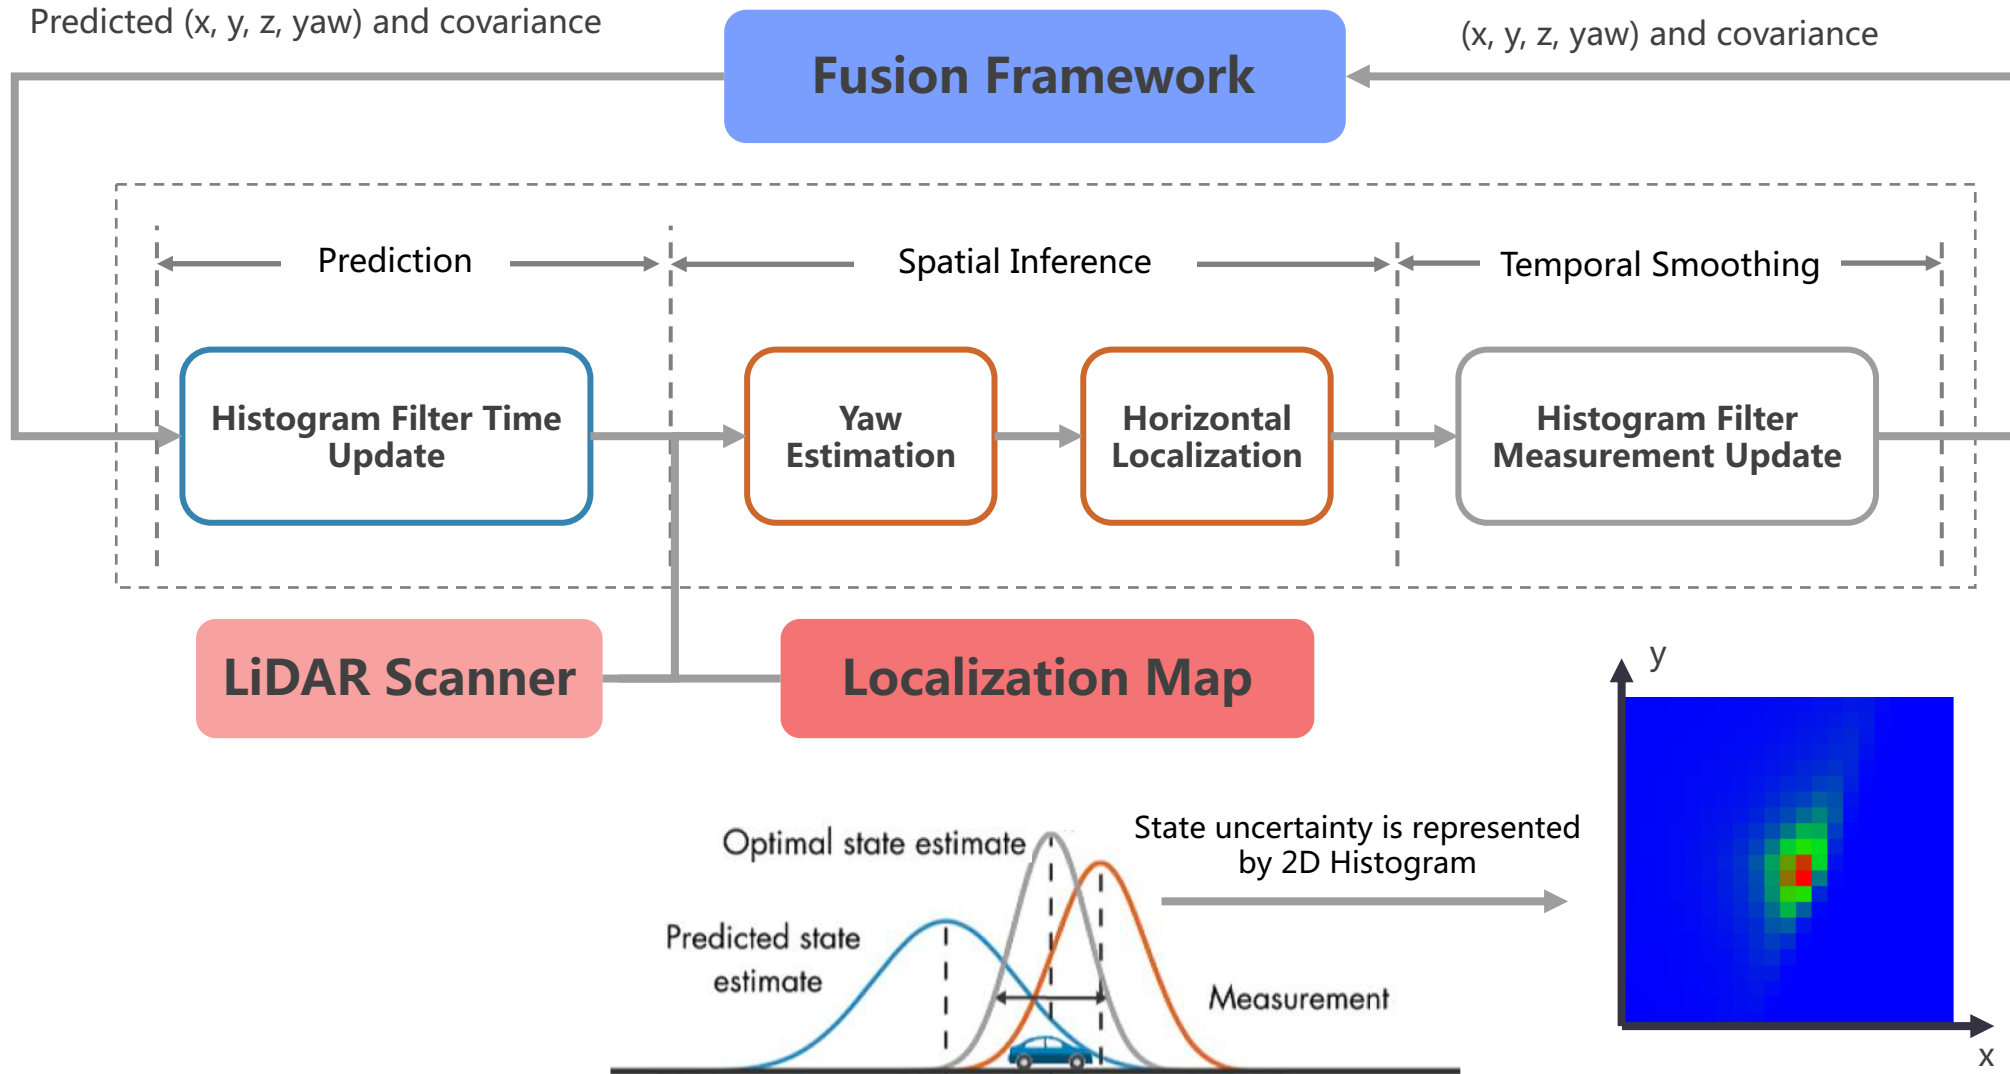 Predicted (x, y, z, yaw) and covariance
Fusion Framework
(x, y, z, yaw) and covariance
Prediction
Spatial Inference
Temporal Smoothing
Histogram Filter Time
Update
Yaw
Estimation
Horizontal
Localization
Histogram Filter
Measurement Update
LiDAR Scanner
Localization Map
y
Optimal state estimate
State uncertainty is represented
by 2D Histogram
Predicted state
estimate
Measurement
x